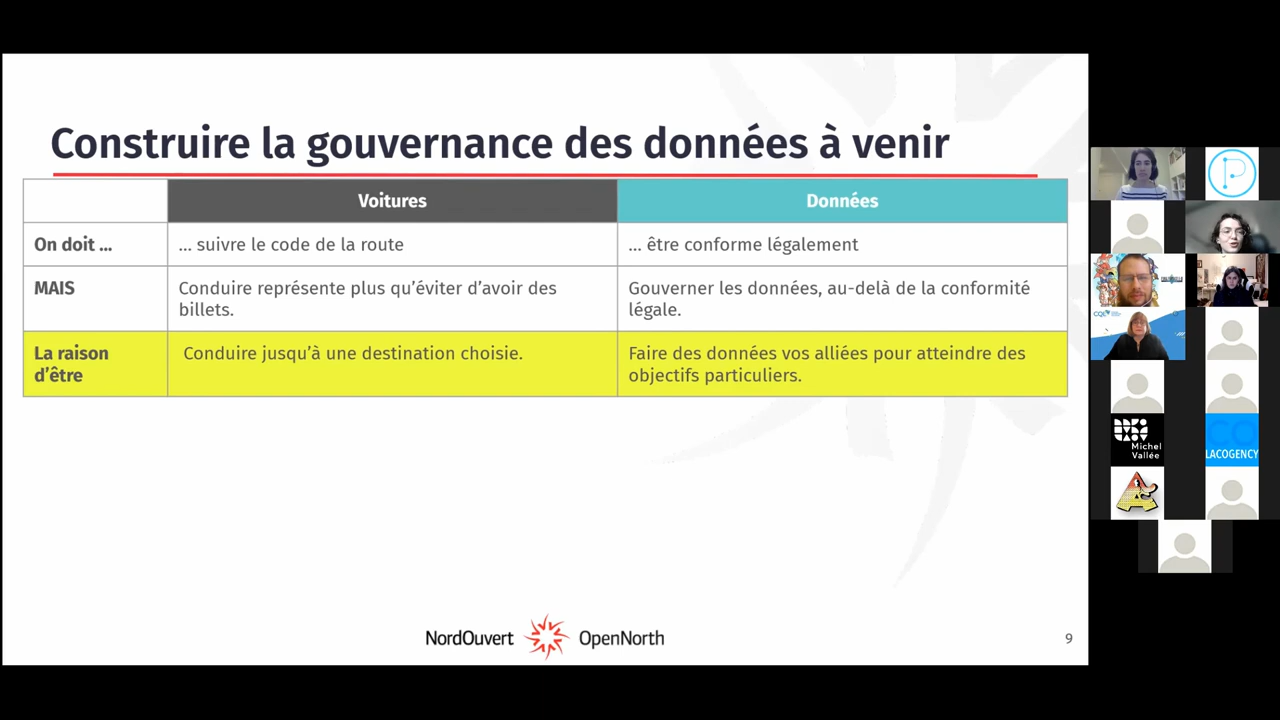 Construire la gouvernance des données à venir
Voitures
Données
On doit ...
... suivre le code de la route
... être conforme légalement
MAIS
Conduire représente plus qu’éviter d’avoir des
billets.
Gouverner les données, au-delà de la conformité
légale.
La raison
d’être
Conduire jusqu’à une destination choisie.
Faire des données vos alliées pour atteindre des
objectifs particuliers.
NordOuvert
OpenNorth
9
Michel
Vallée
CO
LACOGENCY